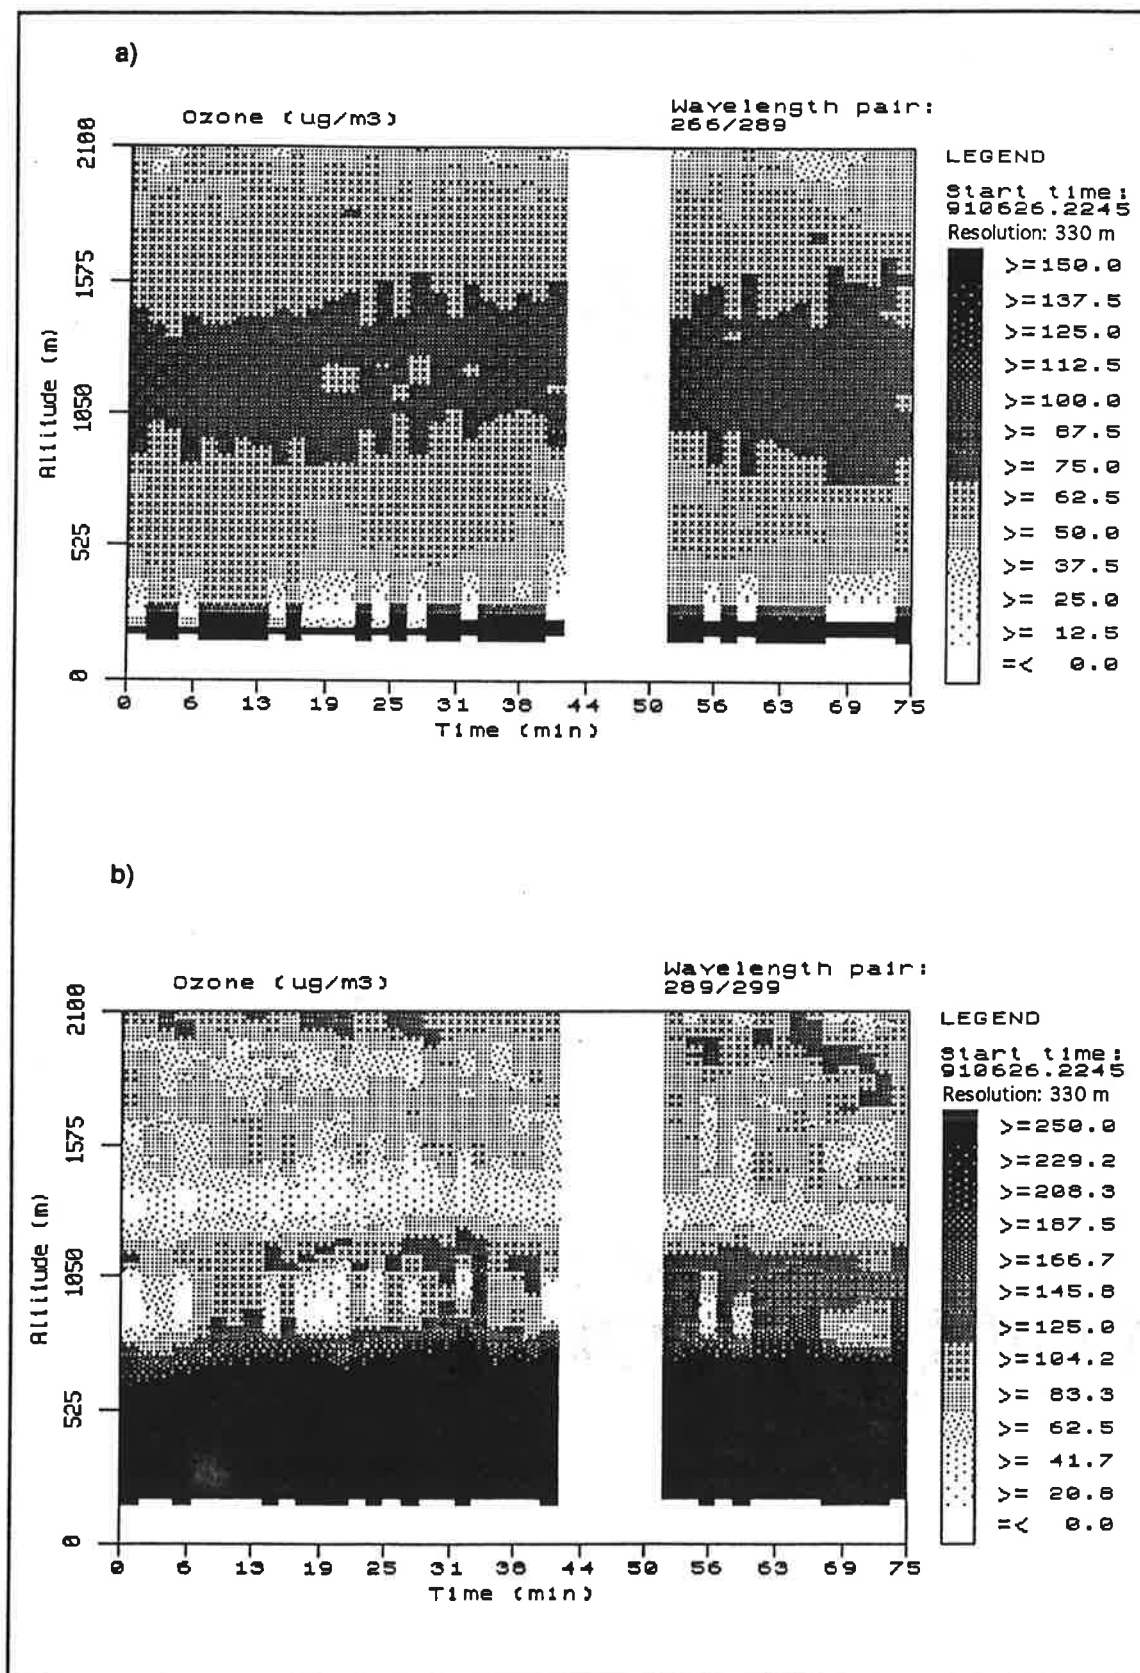 a)
Ozone (ug/m3)
Wavelength pair:
266/289
LEGEND
Start time:
910626.2245
Resolution: 330 m
>=150.0
>=137.5
>=125.0
>=112.5
>=100.0
>= 87.5
>= 75.0
>= 62.5
>= 50.0
>= 37.5
>= 25.0
>= 12.5
=< 0.0
Altitude (m)
2100
1575
1050
525
0
0 6 13 19 25 31 38 44 50 56 63 69 75
Time (min)
b)
Ozone (ug/m3)
Wavelength pair:
289/299
LEGEND
Start time:
910626.2245
Resolution: 330 m
>=250.0
>=229.2
>=208.3
>=187.5
>=166.7
>=145.8
>=125.0
>=104.2
>= 83.3
>= 62.5
>= 41.7
>= 20.8
=< 0.0
Altitude (m)
2100
1575
1050
525
0
0 6 13 19 25 31 38 44 50 56 63 69 75
Time (min)